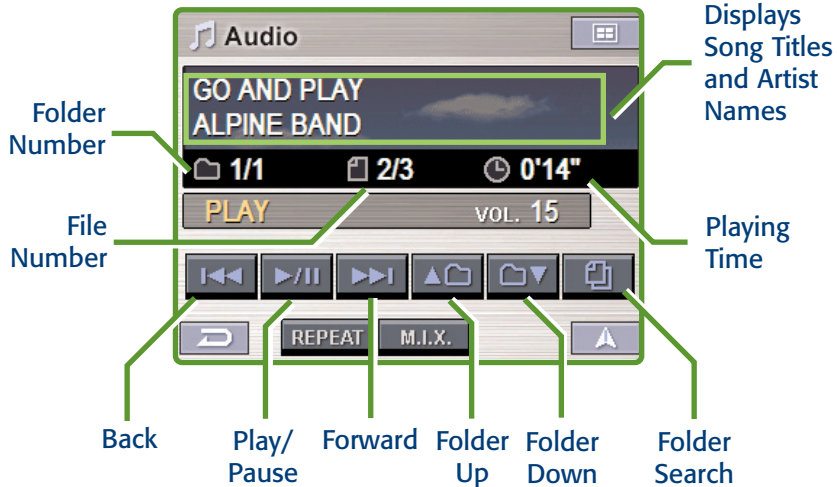 Audio
GO AND PLAY
ALPINE BAND
1/1 2/3 0'14"
PLAY VOL. 15
REPEAT M.I.X.
Displays
Song Titles
and Artist
Names
Folder
Number
File
Number
Playing
Time
Back
Play/
Pause
Forward
Folder
Up
Folder
Down
Folder
Search